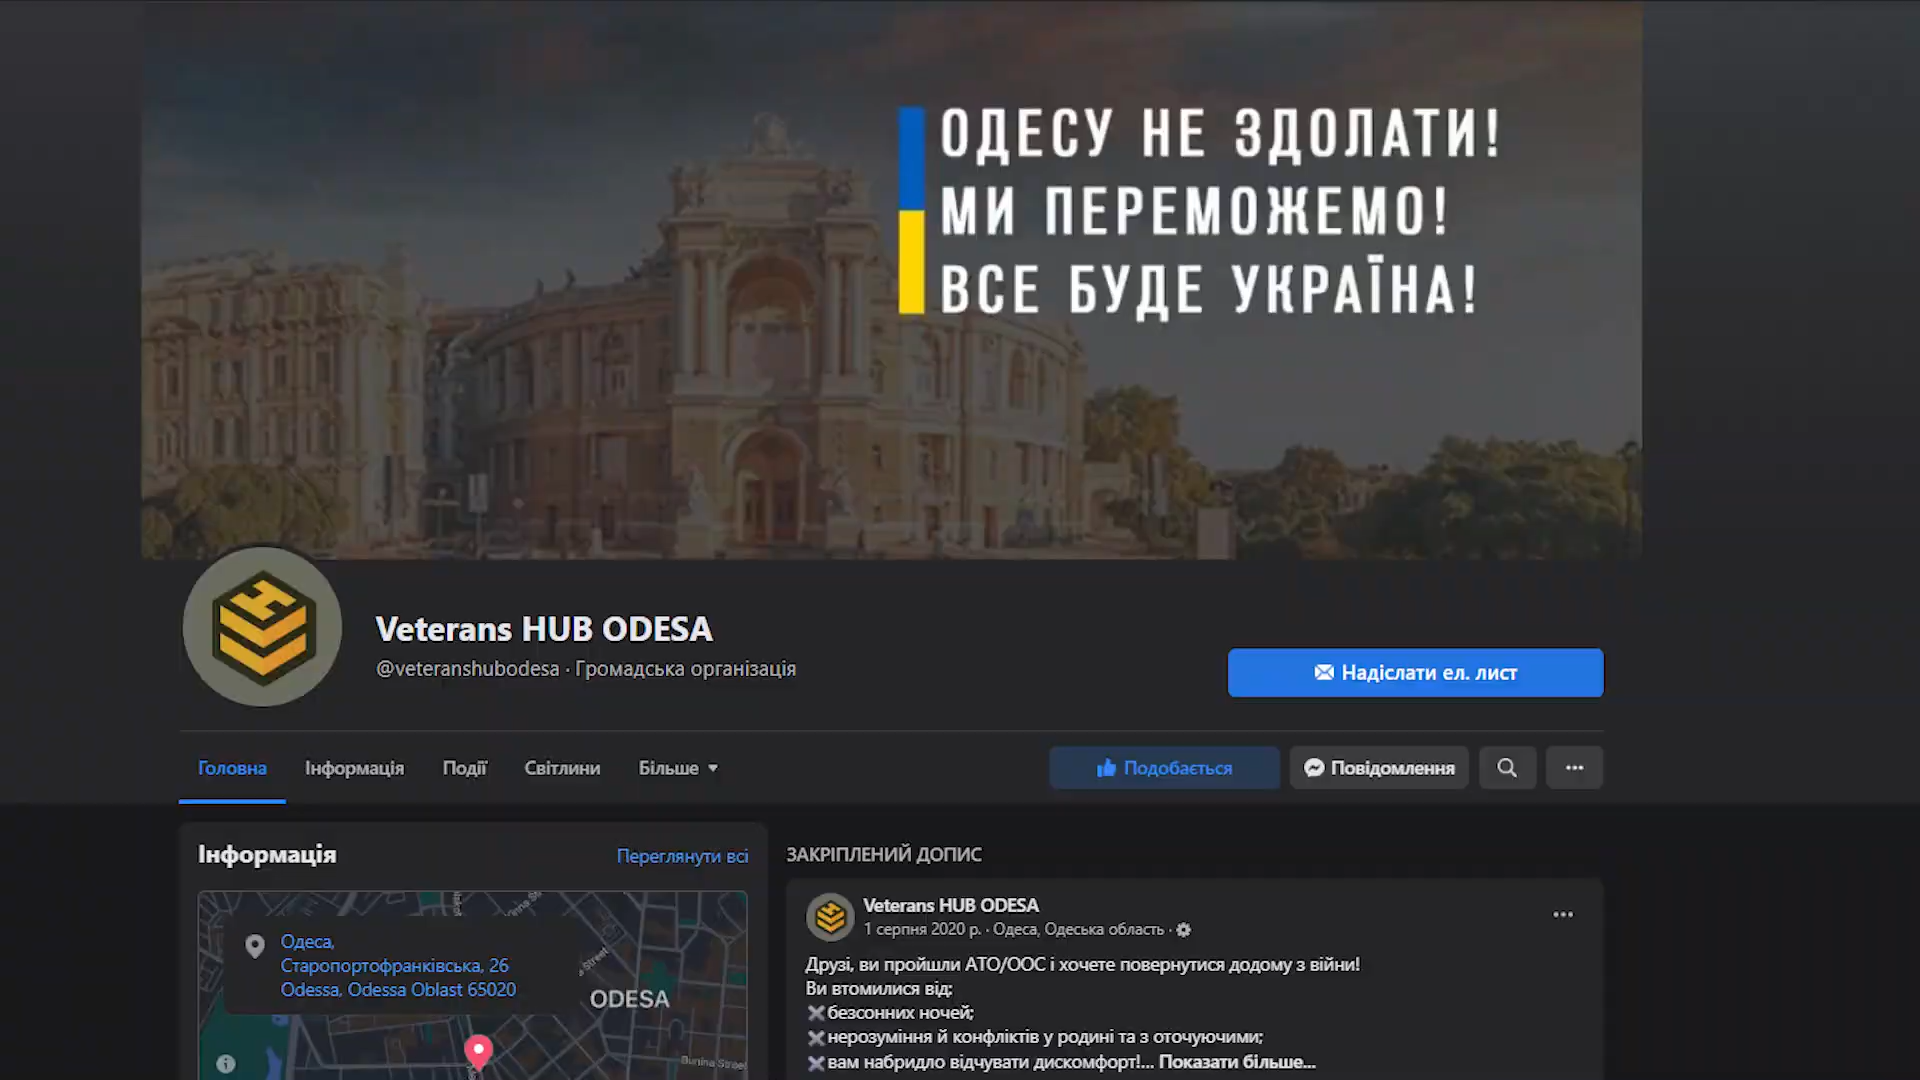 ОДЕСУ НЕ ЗДОЛАТИ!
МИ ПЕРЕМОЖЕМО!
ВСЕ БУДЕ УКРАЇНА!
Veterans HUB ODESA
@veteranshubodesa · Громадська організація
Надіслати ел. лист
Головна
Інформація
Події
Світлини
Більше
Подобається
Повідомлення
Інформація
Переглянути всі
Одеса,
Старопортофранківська, 26
Odessa, Odessa Oblast 65020
Street
ODESA
Bunina Street
ЗАКРІПЛЕНИЙ ДОПИС
Veterans HUB ODESA
1 серпня 2020 р. · Одеса, Одеська область ·
Друзі, ви пройшли АТО/ООС і хочете повернутися додому з війни!
Ви втомилися від:
безсонних ночей;
нерозуміння й конфліктів у родині та з оточуючими;
вам набридло відчувати дискомфорт!... Показати більше...